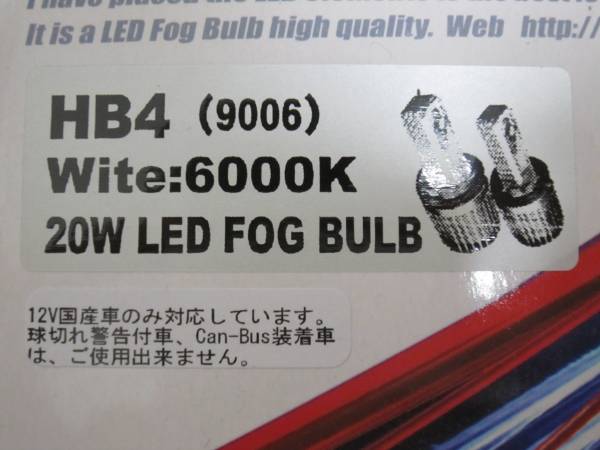 It is a LED Fog Bulb high quality. Web http://
HB4 (9006)
Wite:6000K
20W LED FOG BULB
12V国産車のみ対応しています。
球切れ警告付車、Can-Bus装着車
は、ご使用出来ません。